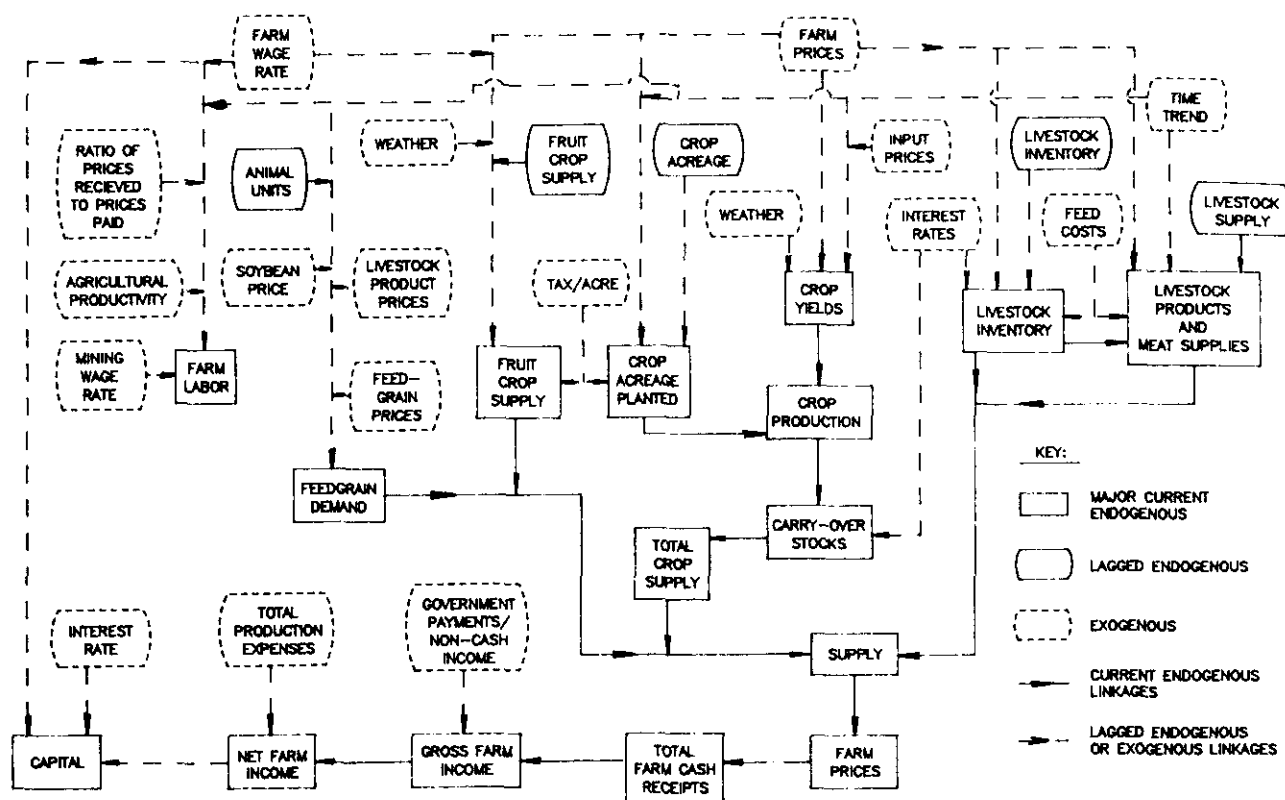 FARM
WAGE
RATE
FARM
PRICES
TIME
TREND
RATIO OF
PRICES
RECIEVED
TO PRICES
PAID
ANIMAL
UNITS
WEATHER
FRUIT
CROP
SUPPLY
CROP
ACREAGE
INPUT
PRICES
LIVESTOCK
INVENTORY
WEATHER
INTEREST
RATES
FEED
COSTS
LIVESTOCK
SUPPLY
AGRICULTURAL
PRODUCTIVITY
SOYBEAN
PRICE
LIVESTOCK
PRODUCT
PRICES
TAX/ACRE
CROP
YIELDS
LIVESTOCK
INVENTORY
LIVESTOCK
PRODUCTS
AND
MEAT SUPPLIES
MINING
WAGE
RATE
FARM
LABOR
FEED-
GRAIN
PRICES
FRUIT
CROP
SUPPLY
CROP
ACREAGE
PLANTED
CROP
PRODUCTION
FEEDGRAIN
DEMAND
CARRY-OVER
STOCKS
TOTAL
CROP
SUPPLY
INTEREST
RATE
TOTAL
PRODUCTION
EXPENSES
GOVERNMENT
PAYMENTS/
NON-CASH
INCOME
SUPPLY
CAPITAL
NET FARM
INCOME
GROSS FARM
INCOME
TOTAL
FARM CASH
RECEIPTS
FARM
PRICES
KEY:
MAJOR CURRENT
ENDOGENOUS
LAGGED ENDOGENOUS
EXOGENOUS
CURRENT ENDOGENOUS
LINKAGES
LAGGED ENDOGENOUS
OR EXOGENOUS LINKAGES